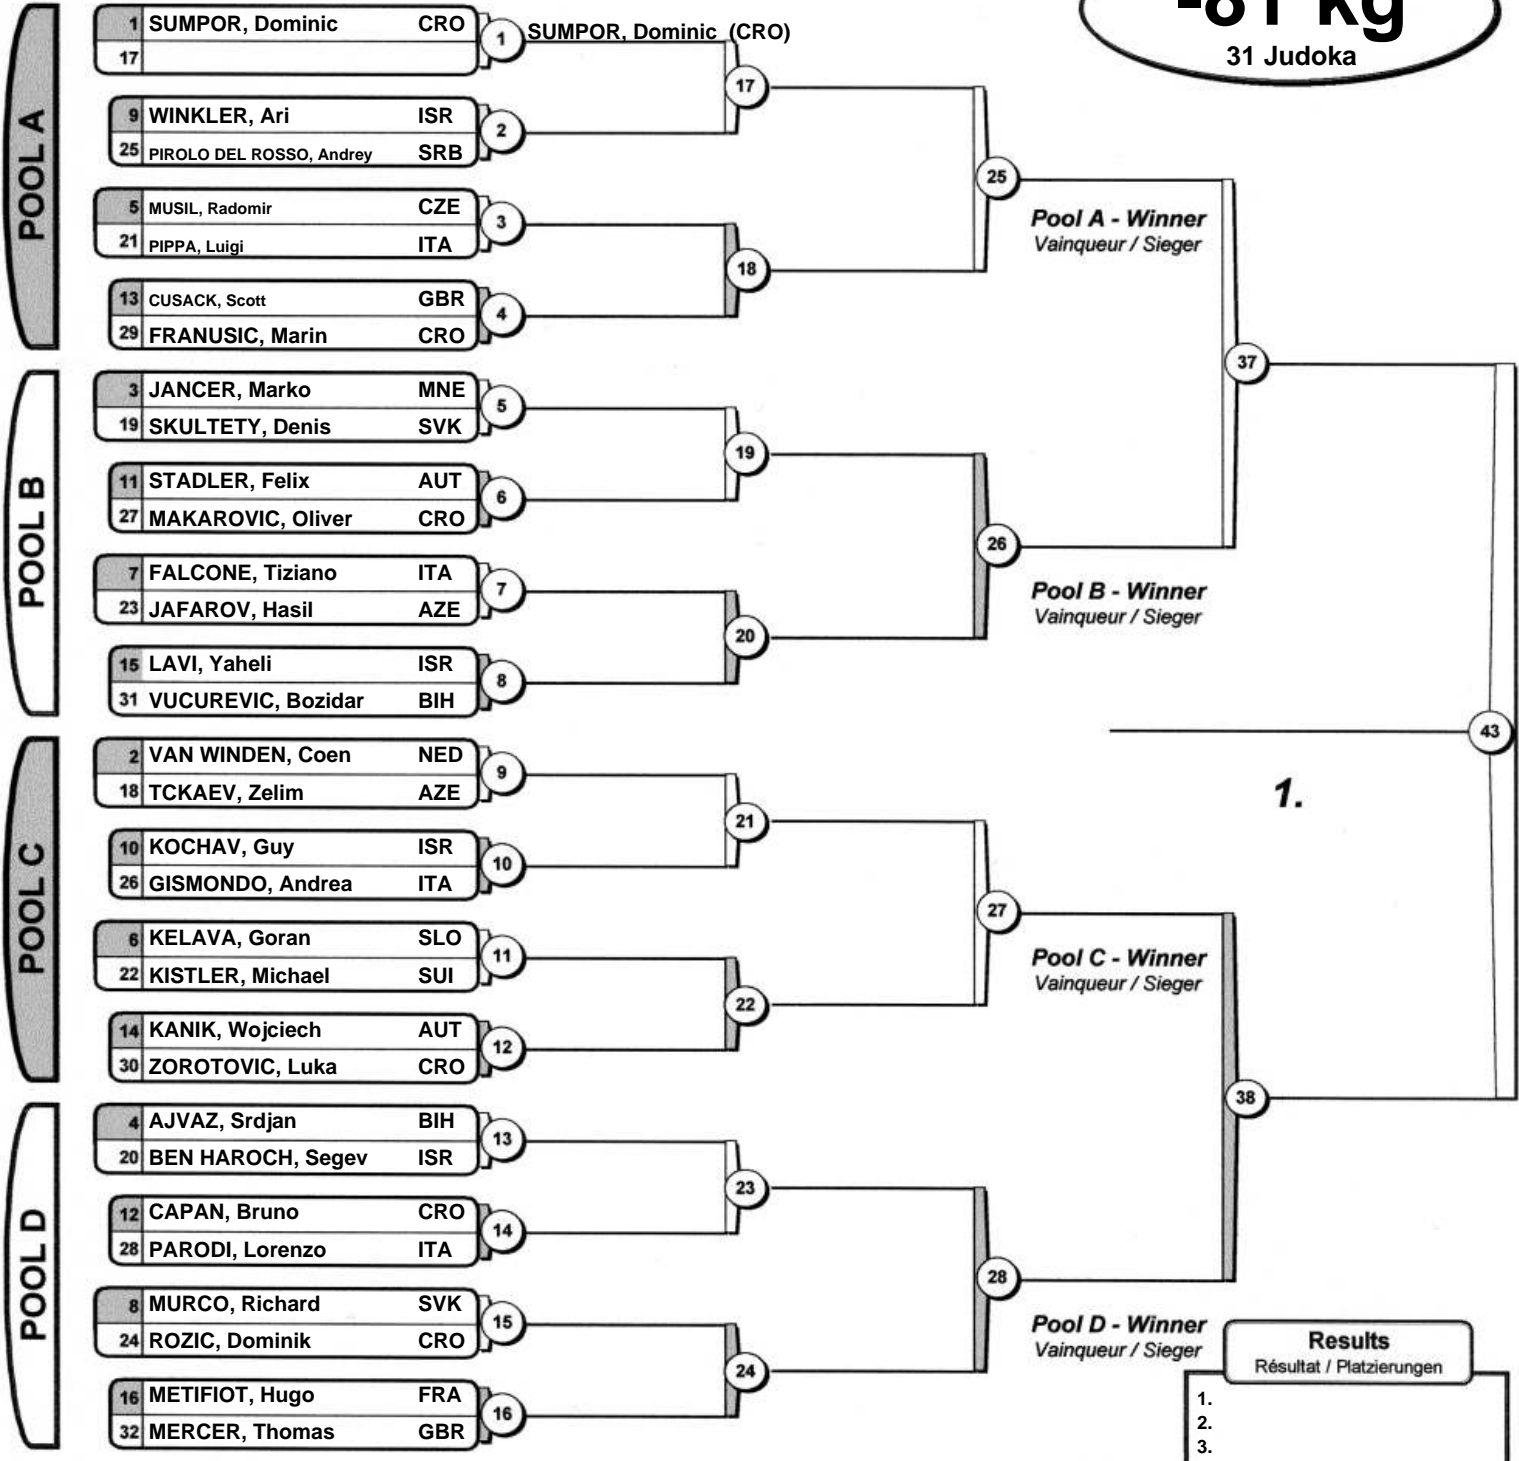 -81 kg
31 Judoka
POOL A
1 SUMPOR, Dominic CRO
17
1 SUMPOR, Dominic (CRO)
9 WINKLER, Ari ISR
25 PIROLO DEL ROSSO, Andrey SRB
2
17
5 MUSIL, Radomir CZE
21 PIPPA, Luigi ITA
3
13 CUSACK, Scott GBR
29 FRANUSIC, Marin CRO
4
18
25
Pool A - Winner
Vainqueur / Sieger
POOL B
3 JANCER, Marko MNE
19 SKULTETY, Denis SVK
5
11 STADLER, Felix AUT
27 MAKAROVIC, Oliver CRO
6
19
7 FALCONE, Tiziano ITA
23 JAFAROV, Hasil AZE
7
15 LAVI, Yaheli ISR
31 VUCUREVIC, Bozidar BIH
8
20
26
Pool B - Winner
Vainqueur / Sieger
37
POOL C
2 VAN WINDEN, Coen NED
18 TCKAEV, Zelim AZE
9
10 KOCHAV, Guy ISR
26 GISMONDO, Andrea ITA
10
21
6 KELAVA, Goran SLO
22 KISTLER, Michael SUI
11
14 KANIK, Wojciech AUT
30 ZOROTOVIC, Luka CRO
12
22
27
Pool C - Winner
Vainqueur / Sieger
43
1.
POOL D
4 AJVAZ, Srdjan BIH
20 BEN HAROCH, Segev ISR
13
12 CAPAN, Bruno CRO
28 PARODI, Lorenzo ITA
14
23
8 MURCO, Richard SVK
24 ROZIC, Dominik CRO
15
16 METIFIOT, Hugo FRA
32 MERCER, Thomas GBR
16
24
28
Pool D - Winner
Vainqueur / Sieger
38
Results
Résultat / Platzierungen
1.
2.
3.